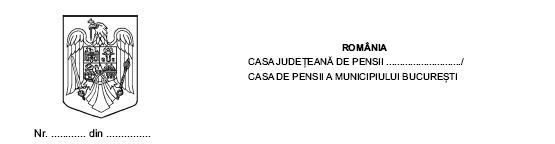 ROMÂNIA
CASA JUDEȚEANĂ DE PENSII ............................/
CASA DE PENSII A MUNICIPIULUI BUCUREȘTI
Nr. ............ din ...............